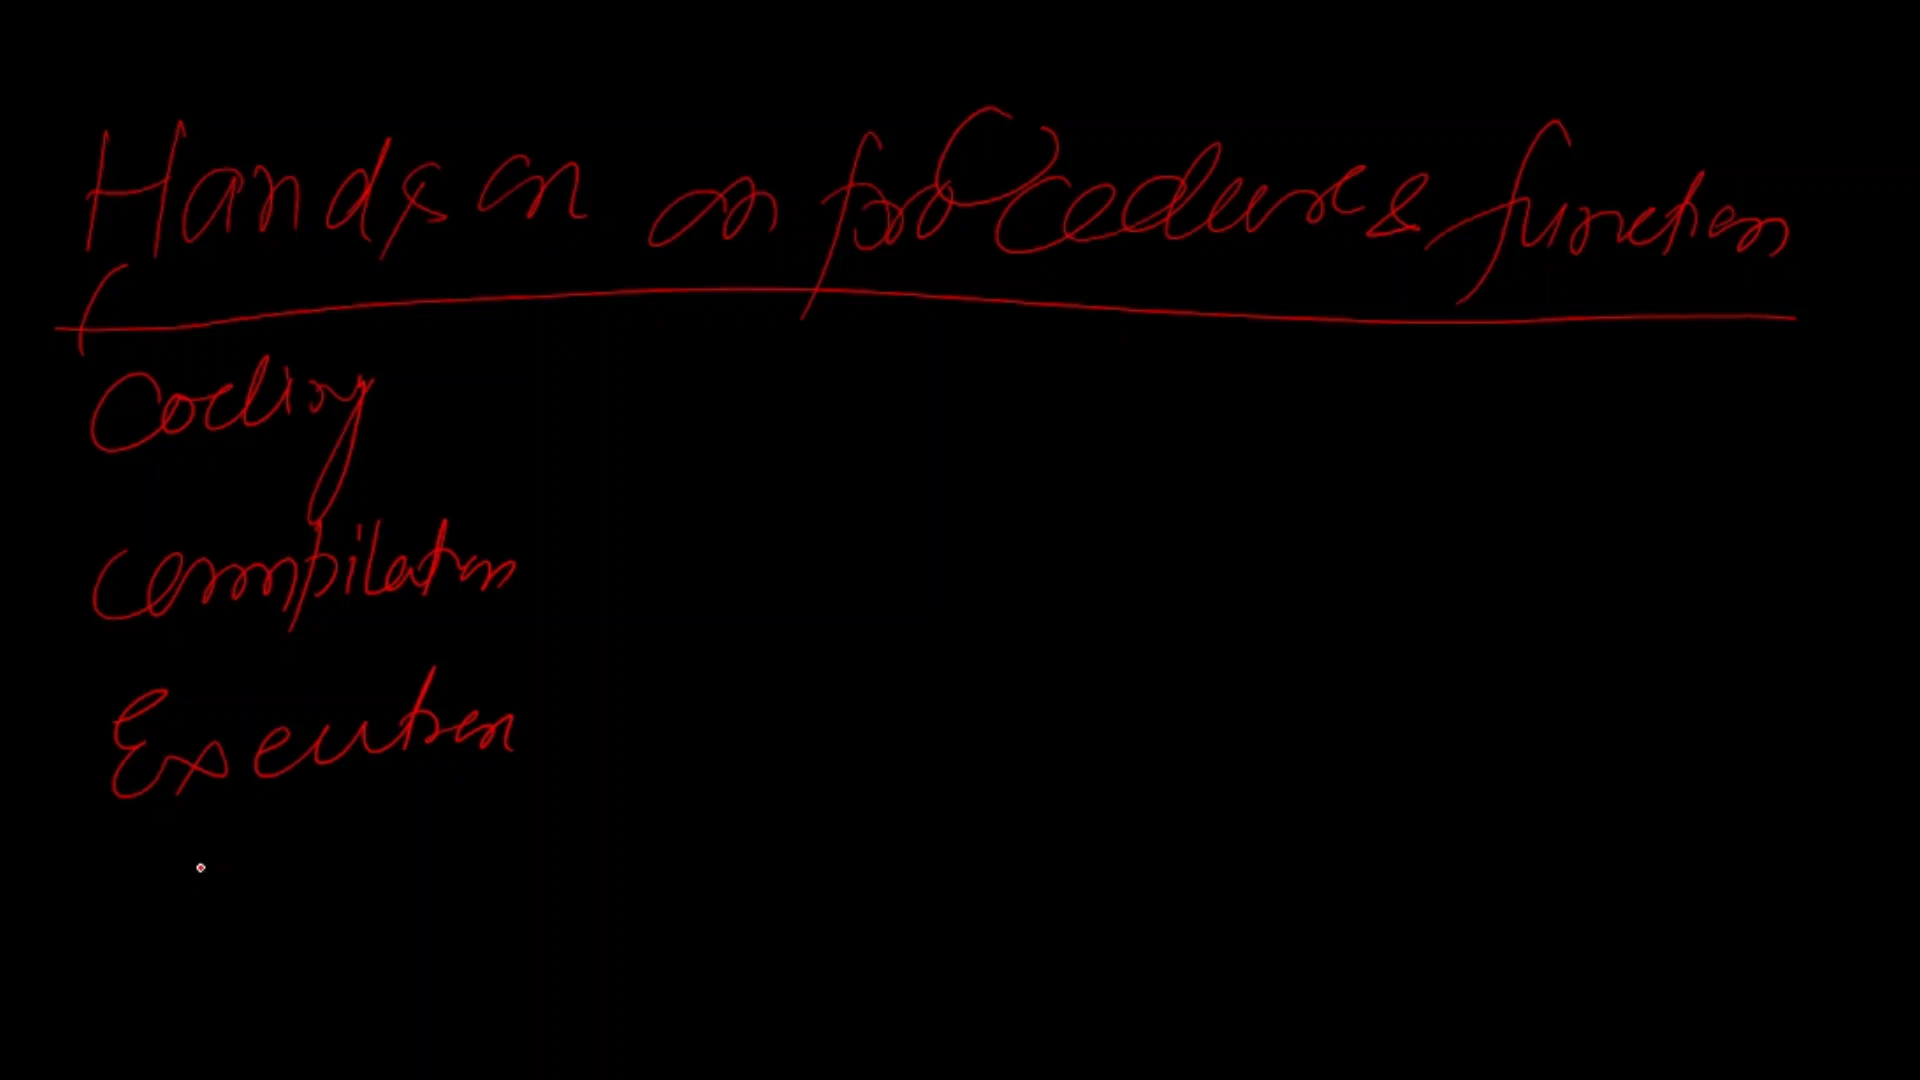 Hands on on procedures & function
Coding
Compilation
Execution